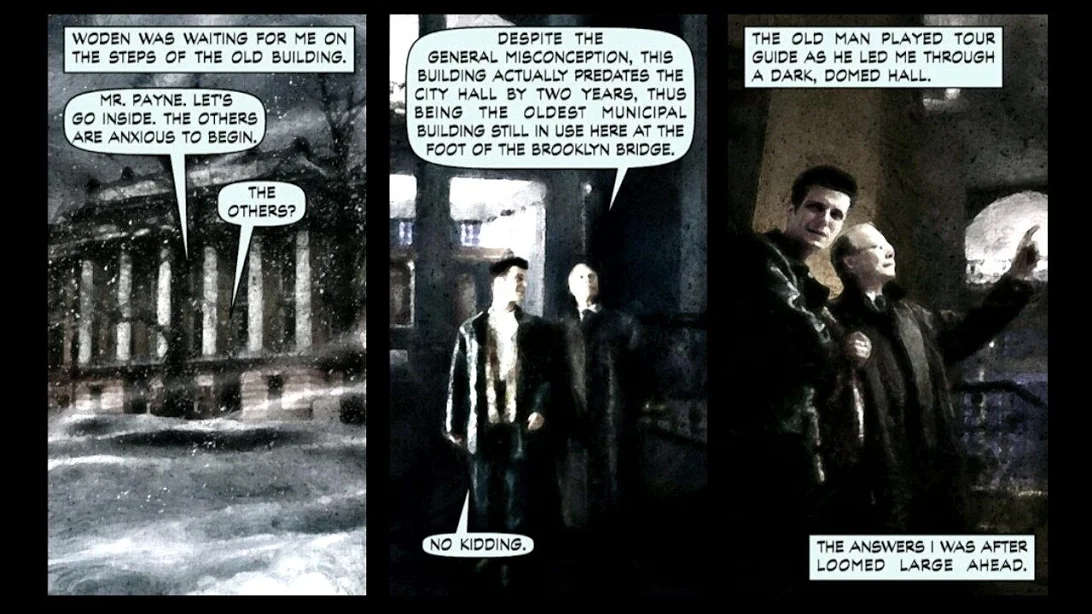 WODEN WAS WAITING FOR ME ON
THE STEPS OF THE OLD BUILDING.
MR. PAYNE. LET'S
GO INSIDE. THE OTHERS
ARE ANXIOUS TO BEGIN.
THE
OTHERS?
DESPITE THE
GENERAL MISCONCEPTION, THIS
BUILDING ACTUALLY PREDATES THE
CITY HALL BY TWO YEARS, THUS
BEING THE OLDEST MUNICIPAL
BUILDING STILL IN USE HERE AT THE
FOOT OF THE BROOKLYN BRIDGE.
NO KIDDING.
THE OLD MAN PLAYED TOUR
GUIDE AS HE LED ME THROUGH
A DARK, DOMED HALL.
THE ANSWERS I WAS AFTER
LOOMED LARGE AHEAD.